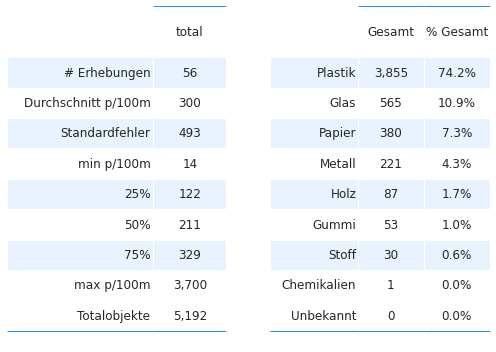 total
# Erhebungen 56
Durchschnitt p/100m 300
Standardfehler 493
min p/100m 14
25% 122
50% 211
75% 329
max p/100m 3,700
Totalobjekte 5,192
Gesamt % Gesamt
Plastik 3,855 74.2%
Glas 565 10.9%
Papier 380 7.3%
Metall 221 4.3%
Holz 87 1.7%
Gummi 53 1.0%
Stoff 30 0.6%
Chemikalien 1 0.0%
Unbekannt 0 0.0%